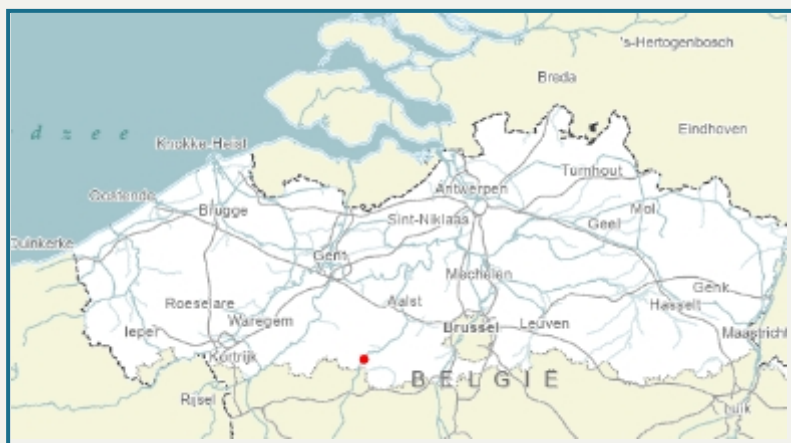 's-Hertogenbosch
Breda
Eindhoven
dzee
Knokke-Heist
Turnhout
Antwerpen
Oostende
Brugge
Sint-Niklaas
Mol
Geel
Duinkerke
Gent
Mechelen
Genk
Roeselare
Aalst
Hasselt
Ieper
Waregem
Brussel
Leuven
Maastricht
Kortrijk
BELGIË
Rijsel
Luik